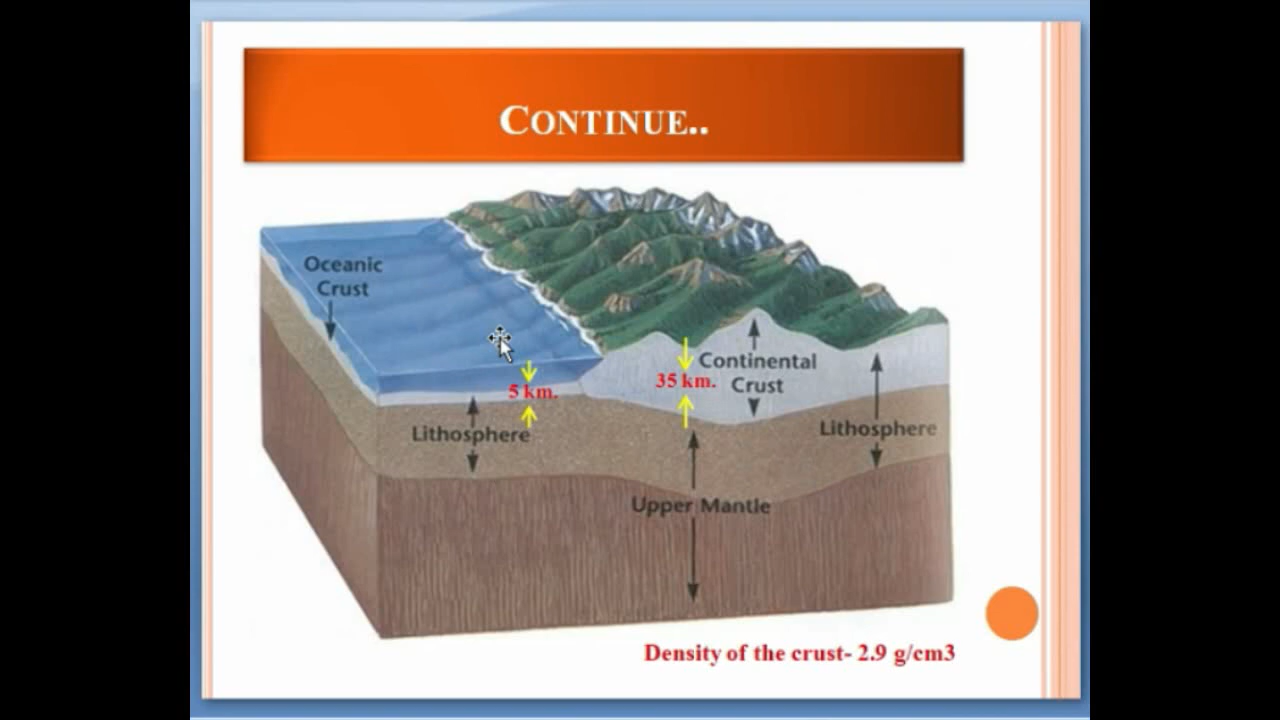 CONTINUE..
Oceanic
Crust
5 km.
35 km.
Continental
Crust
Lithosphere
Lithosphere
Upper Mantle
Density of the crust- 2.9 g/cm3